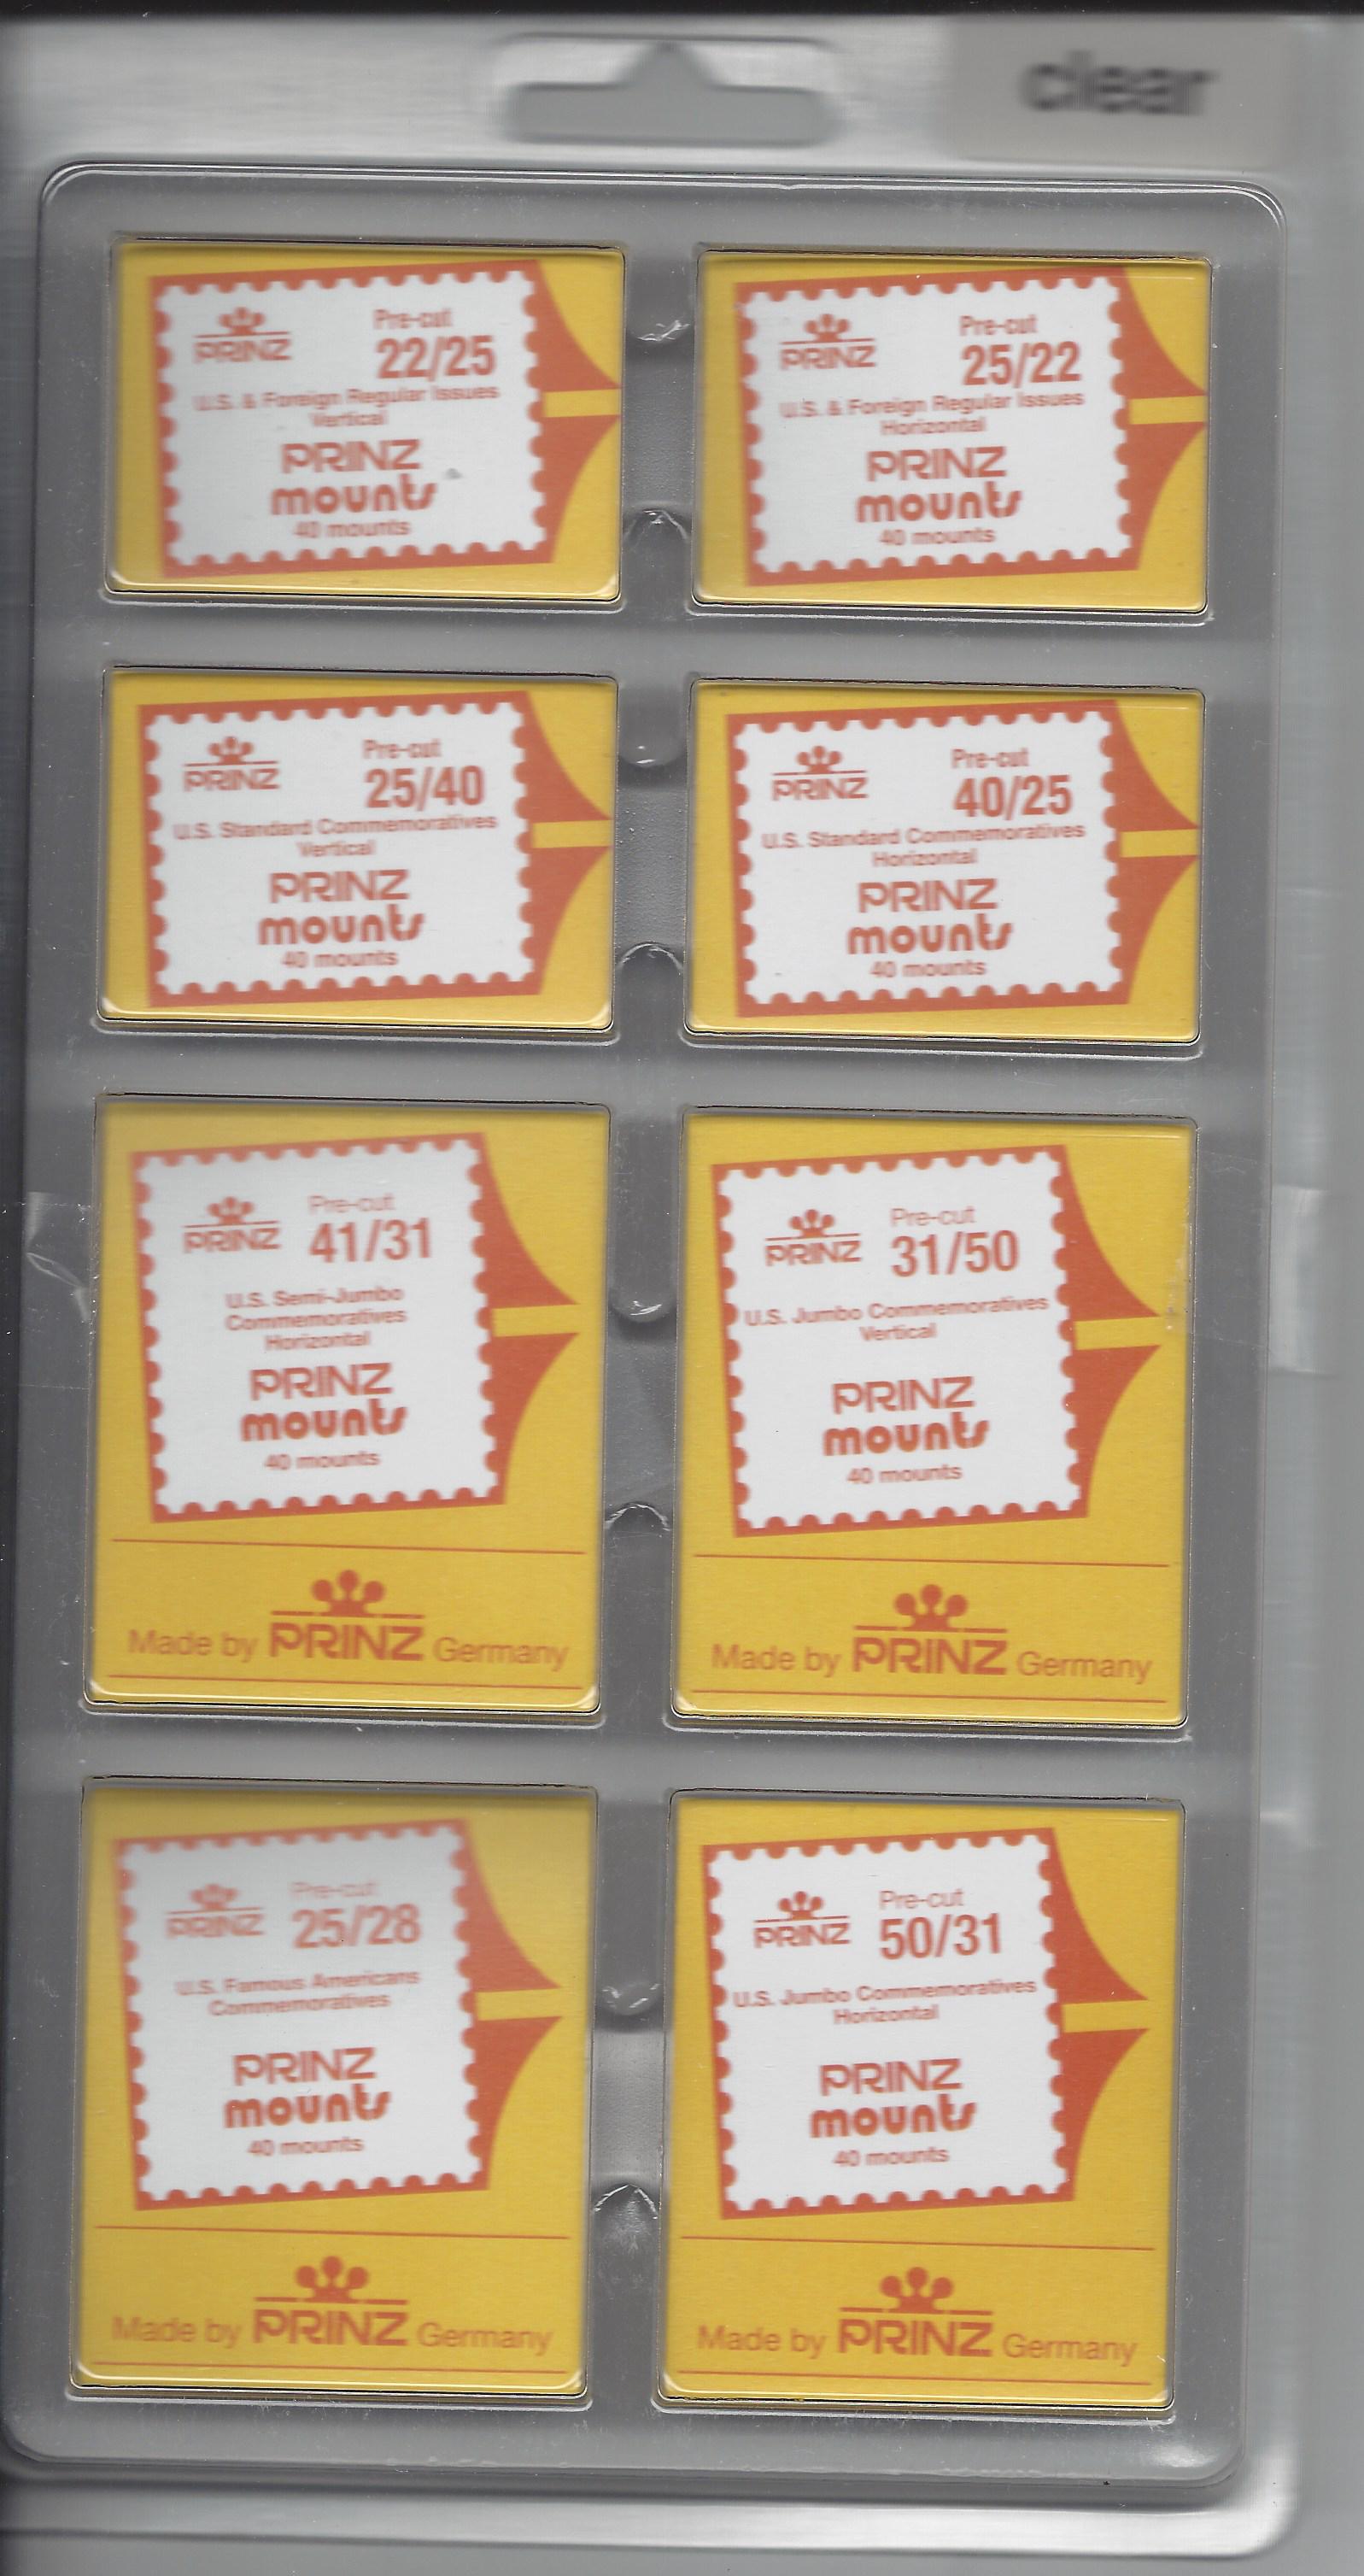 clear
PRINZ
Pre-cut
22/25
U.S. & Foreign Regular Issues
Vertical
PRINZ
mounts
40 mounts
PRINZ
Pre-cut
25/22
U.S. & Foreign Regular Issues
Horizontal
PRINZ
mounts
40 mounts
PRINZ
Pre-cut
25/40
U.S. Standard Commemoratives
Vertical
PRINZ
mounts
40 mounts
PRINZ
Pre-cut
40/25
U.S. Standard Commemoratives
Horizontal
PRINZ
mounts
40 mounts
PRINZ
Pre-cut
41/31
U.S. Semi-Jumbo
Commemoratives
Horizontal
PRINZ
mounts
40 mounts
Made by PRINZ Germany
PRINZ
Pre-cut
31/50
U.S. Jumbo Commemoratives
Vertical
PRINZ
mounts
40 mounts
Made by PRINZ Germany
PRINZ
Pre-cut
25/28
U.S. Famous Americans
Commemoratives
PRINZ
mounts
40 mounts
Made by PRINZ Germany
PRINZ
Pre-cut
50/31
U.S. Jumbo Commemoratives
Horizontal
PRINZ
mounts
40 mounts
Made by PRINZ Germany